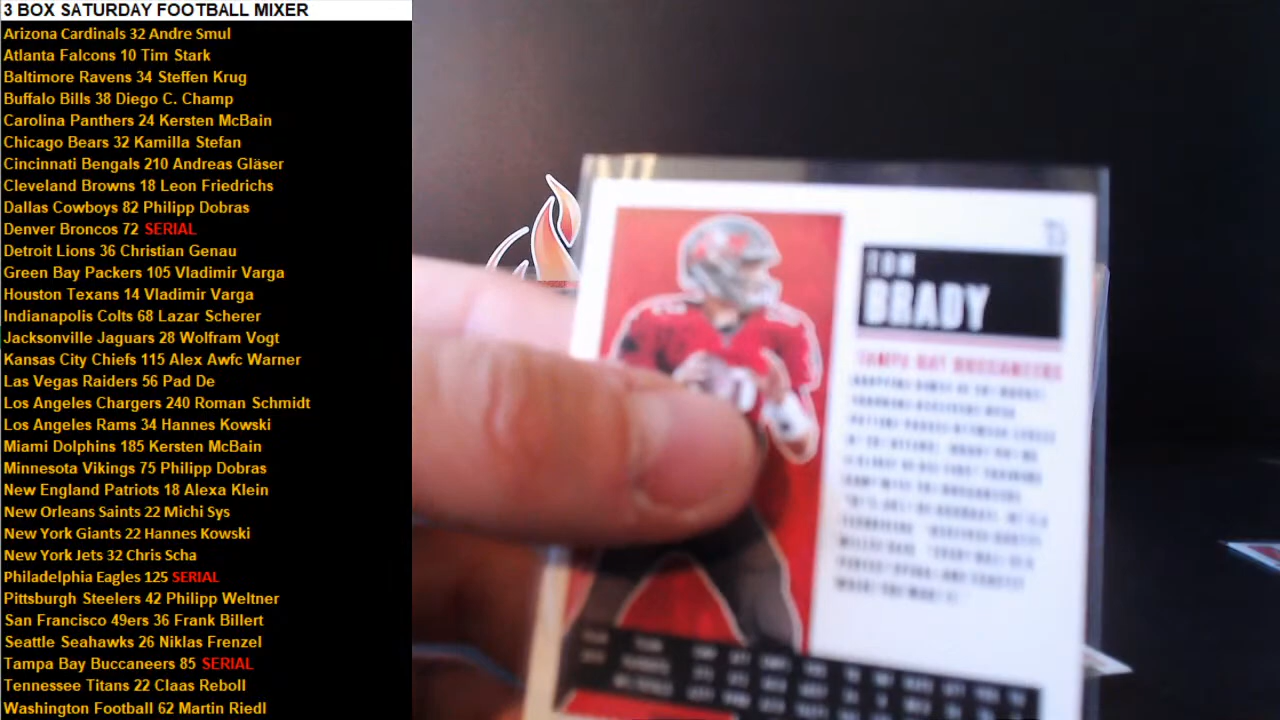 3 BOX SATURDAY FOOTBALL MIXER
Arizona Cardinals 32 Andre Smul
Atlanta Falcons 10 Tim Stark
Baltimore Ravens 34 Steffen Krug
Buffalo Bills 38 Diego C. Champ
Carolina Panthers 24 Kersten McBain
Chicago Bears 32 Kamilla Stefan
Cincinnati Bengals 210 Andreas Gläser
Cleveland Browns 18 Leon Friedrichs
Dallas Cowboys 82 Philipp Dobras
Denver Broncos 72 SERIAL
Detroit Lions 36 Christian Genau
Green Bay Packers 105 Vladimir Varga
Houston Texans 14 Vladimir Varga
Indianapolis Colts 68 Lazar Scherer
Jacksonville Jaguars 28 Wolfram Vogt
Kansas City Chiefs 115 Alex Awfc Warner
Las Vegas Raiders 56 Pad De
Los Angeles Chargers 240 Roman Schmidt
Los Angeles Rams 34 Hannes Kowski
Miami Dolphins 185 Kersten McBain
Minnesota Vikings 75 Philipp Dobras
New England Patriots 18 Alexa Klein
New Orleans Saints 22 Michi Sys
New York Giants 22 Hannes Kowski
New York Jets 32 Chris Scha
Philadelphia Eagles 125 SERIAL
Pittsburgh Steelers 42 Philipp Weltner
San Francisco 49ers 36 Frank Billert
Seattle Seahawks 26 Niklas Frenzel
Tampa Bay Buccaneers 85 SERIAL
Tennessee Titans 22 Claas Reboll
Washington Football 62 Martin Riedl
TOM
BRADY
TAMPA BAY BUCCANEERS